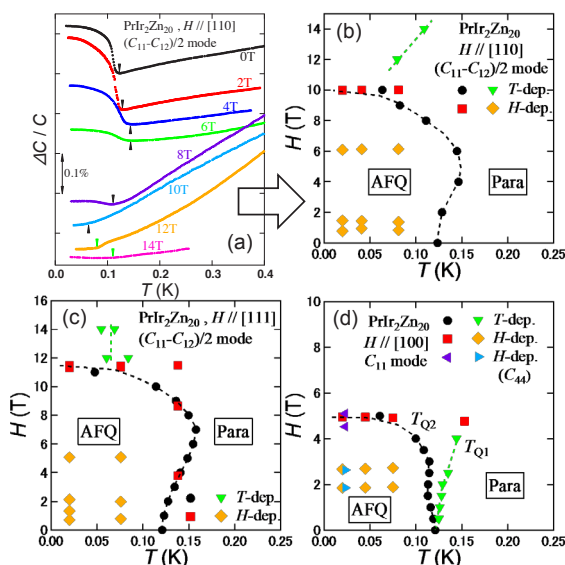 PrIr₂Zn₂₀ , H // [110]
(C₁₁-C₁₂)/2 mode
0T
2T
4T
6T
8T
10T
12T
14T
0.1%
ΔC / C
(a)
0.0 0.1 0.2 0.3 0.4
T (K)
(b)
PrIr₂Zn₂₀
H // [110]
(C₁₁-C₁₂)/2 mode
T-dep.
H-dep.
AFQ
Para
H (T)
16
14
12
10
8
6
4
2
0
0.00 0.05 0.10 0.15 0.20 0.25
T (K)
(c)
PrIr₂Zn₂₀ , H // [111]
(C₁₁-C₁₂)/2 mode
AFQ
Para
T-dep.
H-dep.
H (T)
16
14
12
10
8
6
4
2
0
0.00 0.05 0.10 0.15 0.20 0.25
T (K)
(d)
PrIr₂Zn₂₀
H // [100]
C₁₁ mode
T-dep.
H-dep.
H-dep.
(C₄₄)
T_Q2
T_Q1
AFQ
Para
H (T)
12
10
8
6
4
2
0
0.00 0.05 0.10 0.15 0.20 0.25
T (K)